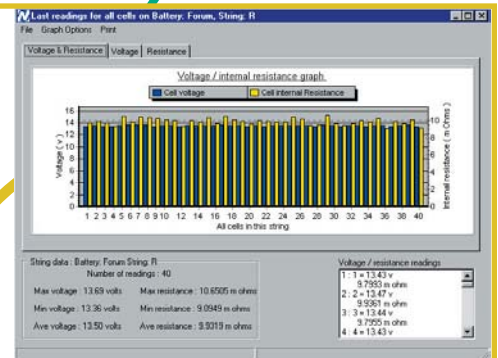 Last readings for all cells on Battery: Forum, String: R
File Graph Options Print
Voltage & Resistance Voltage Resistance
Voltage / internal resistance graph.
Cell voltage Cell internal Resistance
16
14
12
10
8
6
4
2
0
Voltage ( v )
10
8
6
4
2
0
Internal resistance ( m Ohms )
1 2 3 4 5 6 7 8 9 10 12 14 16 18 20 22 24 26 28 30 32 34 36 38 40
All cells in this string
String data : Battery: Forum String: R
Number of readings : 40
Max voltage : 13.69 volts Max resistance : 10.6505 m ohms
Min voltage : 13.36 volts Min resistance : 9.0949 m ohms
Ave voltage : 13.50 volts Ave resistance : 9.9319 m ohms
Voltage / resistance readings
1 : 1 = 13.43 v
9.7993 m ohm
2 : 2 = 13.47 v
9.9361 m ohm
3 : 3 = 13.44 v
9.7955 m ohm
4 : 4 = 13.43 v